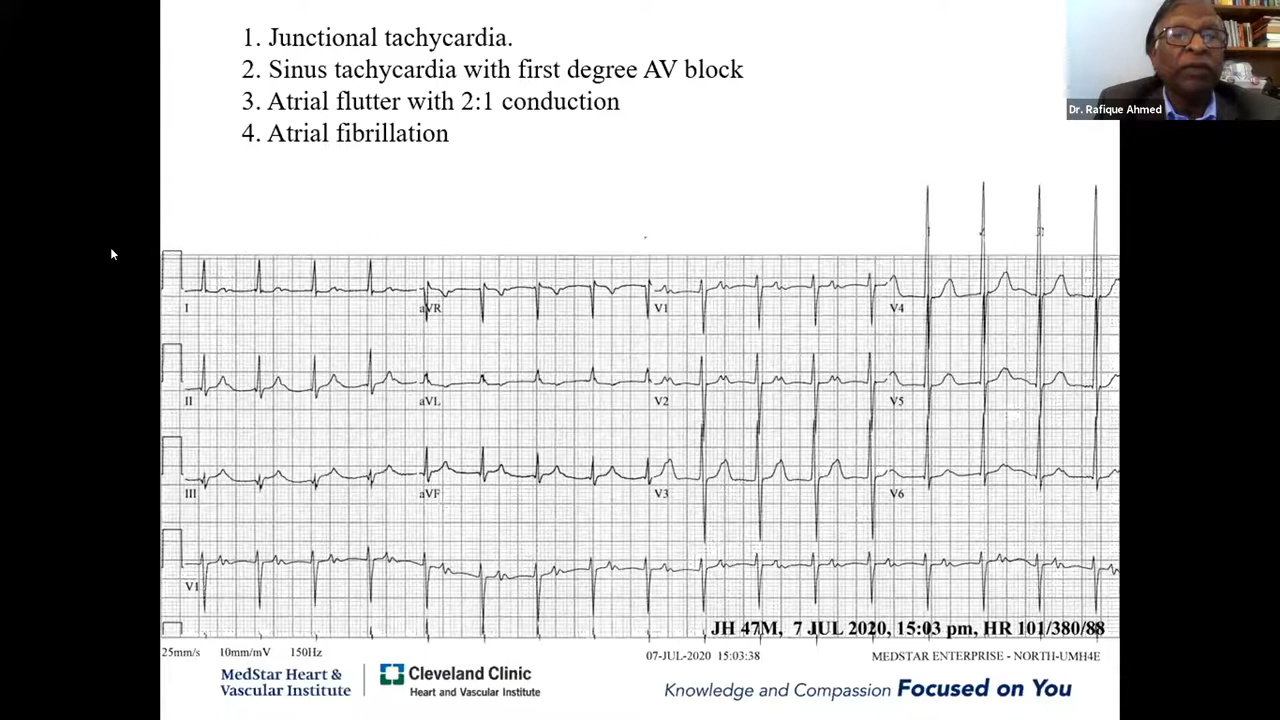 1. Junctional tachycardia.
2. Sinus tachycardia with first degree AV block
3. Atrial flutter with 2:1 conduction
4. Atrial fibrillation
Dr. Rafique Ahmed
I aVR V1 V4
II aVL V2 V5
III aVF V3 V6
V1
JH 47M, 7 JUL 2020, 15:03 pm, HR 101/380/88
25mm/s 10mm/mV 150Hz 07-JUL-2020 15:03:38 MEDSTAR ENTERPRISE - NORTH-UMH4E
MedStar Heart &
Vascular Institute
Cleveland Clinic
Heart and Vascular Institute
Knowledge and Compassion Focused on You